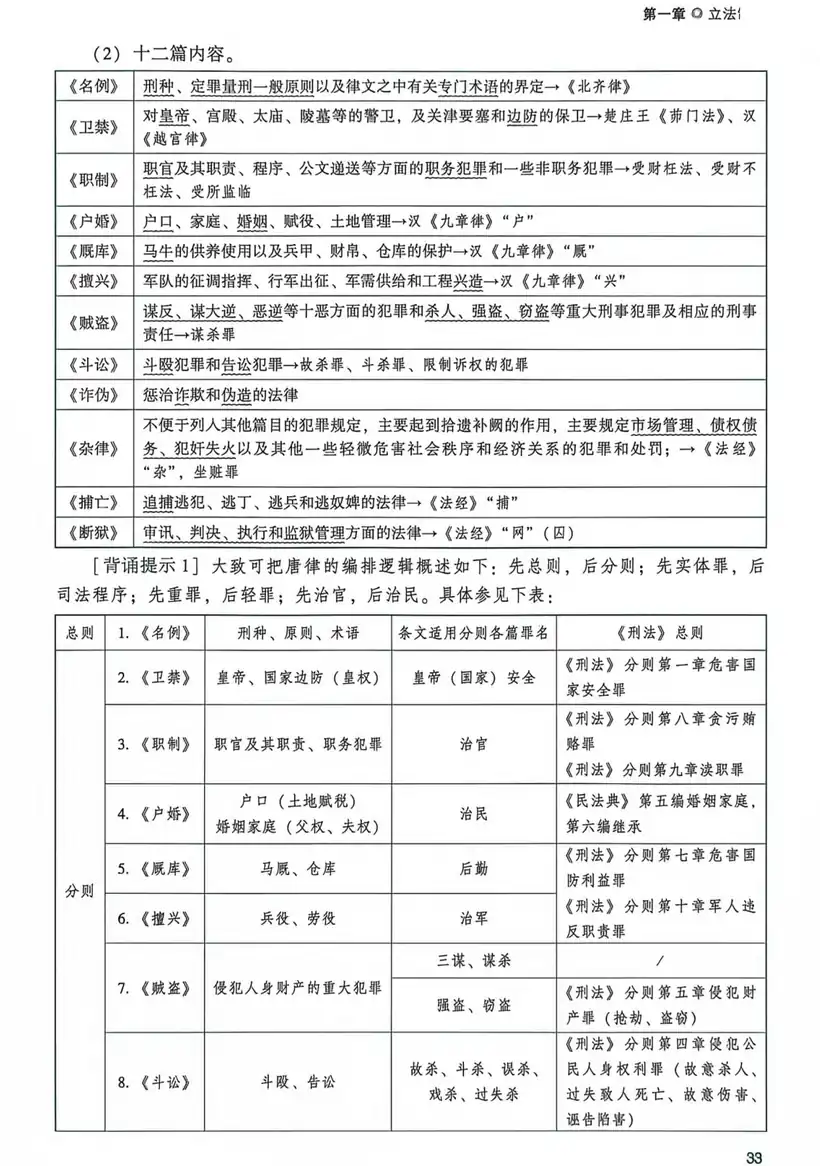 第一章 ◎ 立法
（2）十二篇内容。
《名例》 刑种、定罪量刑一般原则以及律文之中有关专门术语的界定→《北齐律》
《卫禁》 对皇帝、宫殿、太庙、陵墓等的警卫，及关津要塞和边防的保卫→楚庄王《茆门法》、汉
《越宫律》
《职制》 职官及其职责、程序、公文递送等方面的职务犯罪和一些非职务犯罪→受财枉法、受财不
枉法、受所监临
《户婚》 户口、家庭、婚姻、赋役、土地管理→汉《九章律》“户”
《厩库》 马牛的供养使用以及兵甲、财帛、仓库的保护→汉《九章律》“厩”
《擅兴》 军队的征调指挥、行军出征、军需供给和工程兴造→汉《九章律》“兴”
《贼盗》 谋反、谋大逆、恶逆等十恶方面的犯罪和杀人、强盗、窃盗等重大刑事犯罪及相应的刑事
责任→谋杀罪
《斗讼》 斗殴犯罪和告讼犯罪→故杀罪、斗杀罪、限制诉权的犯罪
《诈伪》 惩治诈欺和伪造的法律
《杂律》 不便于列人其他篇目的犯罪规定，主要起到拾遗补阙的作用，主要规定市场管理、债权债
务、犯奸失火以及其他一些轻微危害社会秩序和经济关系的犯罪和处罚；→《法经》
“杂”，坐赃罪
《捕亡》 追捕逃犯、逃丁、逃兵和逃奴婢的法律→《法经》“捕”
《断狱》 审讯、判决、执行和监狱管理方面的法律→《法经》“网”（囚）
［背诵提示1］大致可把唐律的编排逻辑概述如下：先总则，后分则；先实体罪，后
司法程序；先重罪，后轻罪；先治官，后治民。具体参见下表：
总则 1.《名例》 刑种、原则、术语 条文适用分则各篇罪名 《刑法》总则
分则
2.《卫禁》 皇帝、国家边防（皇权） 皇帝（国家）安全 《刑法》分则第一章危害国
家安全罪
3.《职制》 职官及其职责、职务犯罪 治官 《刑法》分则第八章贪污贿
赂罪
《刑法》分则第九章渎职罪
4.《户婚》 户口（土地赋税）
婚姻家庭（父权、夫权） 治民 《民法典》第五编婚姻家庭，
第六编继承
5.《厩库》 马厩、仓库 后勤 《刑法》分则第七章危害国
防利益罪
6.《擅兴》 兵役、劳役 治军 《刑法》分则第十章军人违
反职责罪
7.《贼盗》 侵犯人身财产的重大犯罪 三谋、谋杀 /
强盗、窃盗 《刑法》分则第五章侵犯财
产罪（抢劫、盗窃）
8.《斗讼》 斗殴、告讼 故杀、斗杀、误杀、
戏杀、过失杀 《刑法》分则第四章侵犯公
民人身权利罪（故意杀人、
过失致人死亡、故意伤害、
诬告陷害）
33